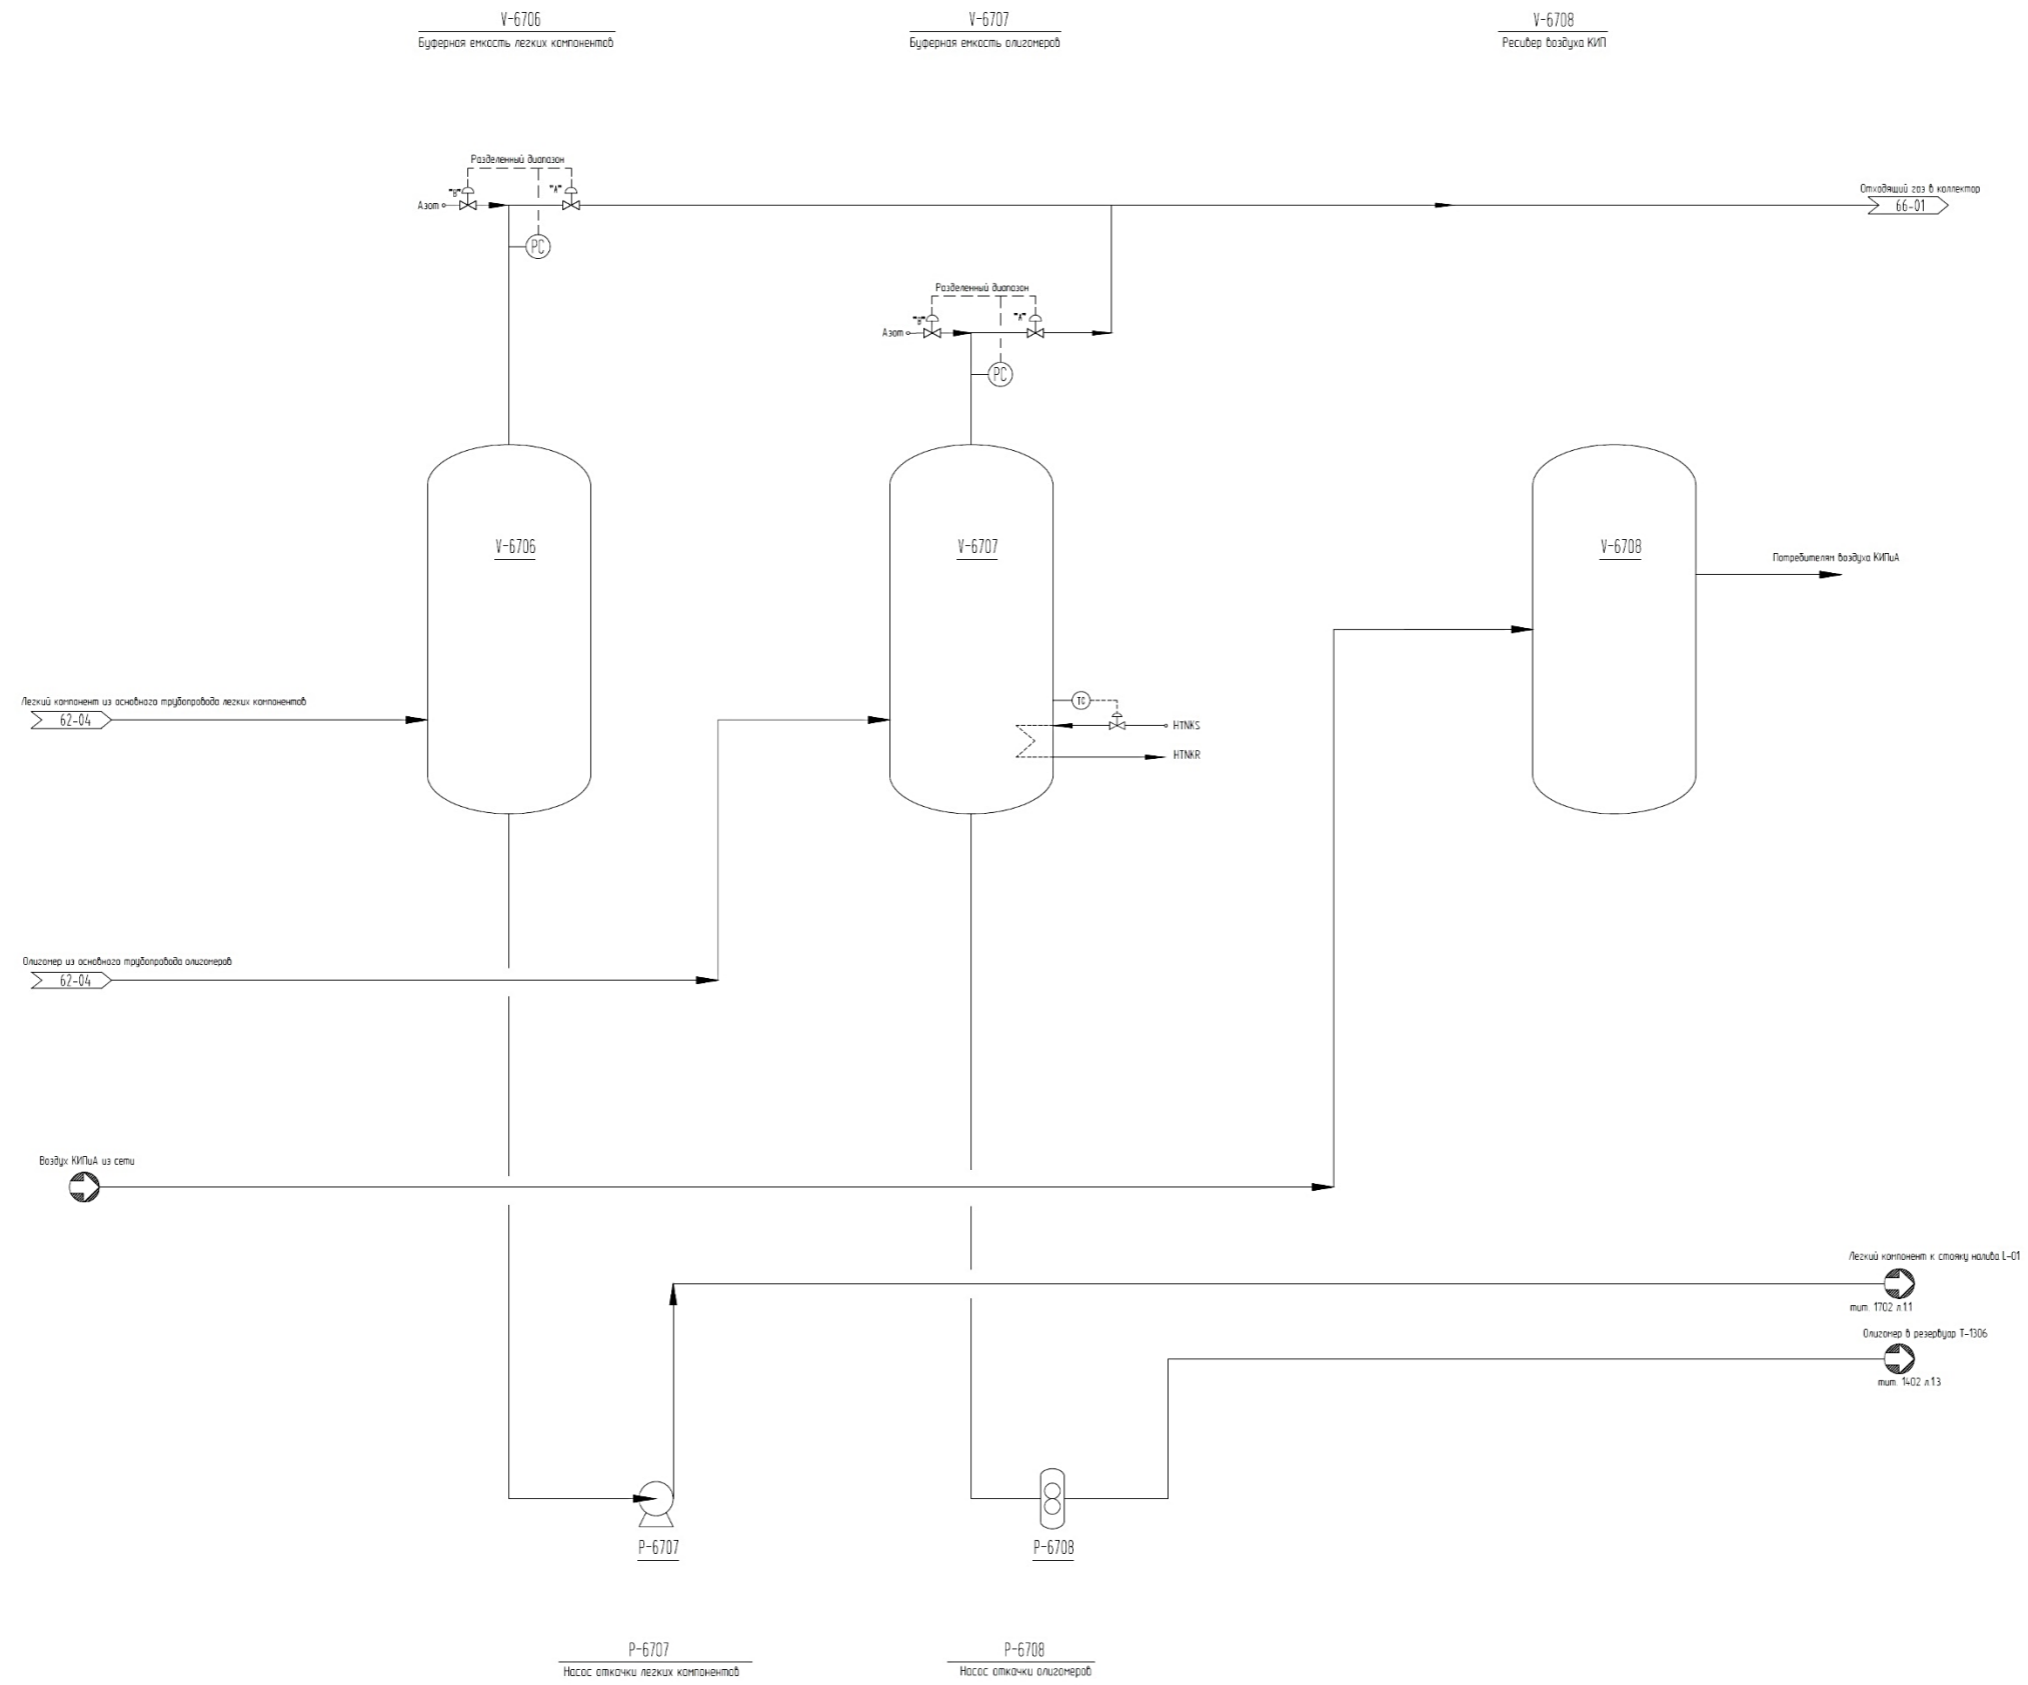 V-6706
Буферная емкость легких компонентов
V-6707
Буферная емкость олигомеров
V-6708
Ресивер воздуха КИП
Разделенный диапазон
"В"
"А"
Азот
Отходящий газ в коллектор
66-01
PC
Разделенный диапазон
"В"
"А"
Азот
PC
V-6706
V-6707
V-6708
Потребителям воздуха КИПиА
Легкий компонент из основного трубопровода легких компонентов
62-04
TC
HTNKS
HTNKR
Олигомер из основного трубопровода олигомеров
62-04
Воздух КИПиА из сети
Легкий компонент к стояку налива L-01
тит. 1702 л.11
Олигомер в резервуар Т-1306
тит. 1402 л.13
P-6707
P-6708
P-6707
Насос откачки легких компонентов
P-6708
Насос откачки олигомеров